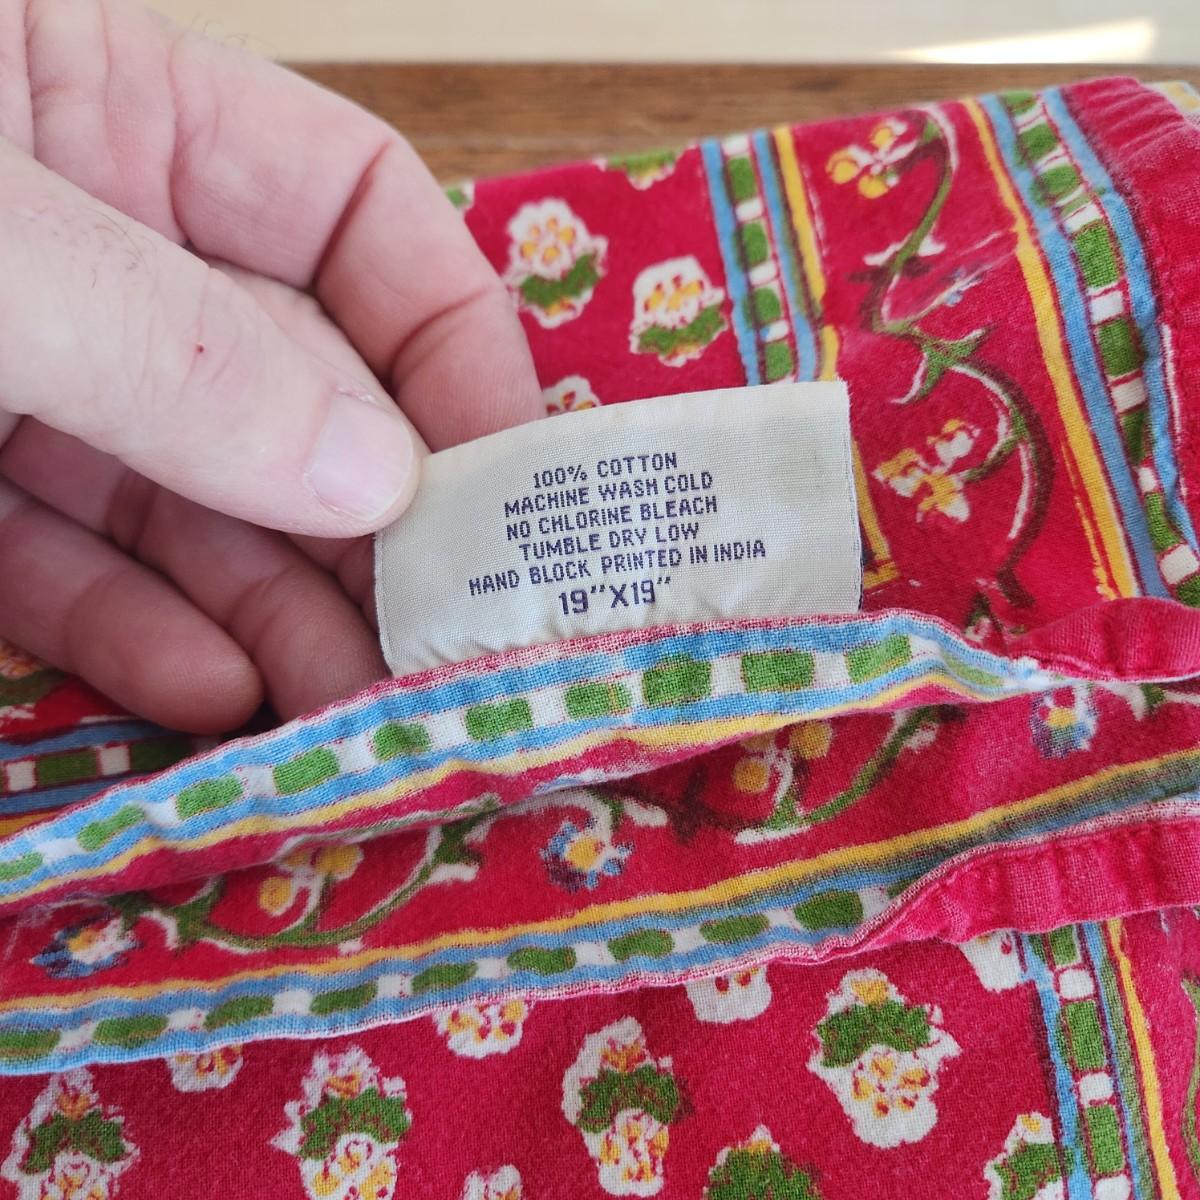 100% COTTON
MACHINE WASH COLD
NO CHLORINE BLEACH
TUMBLE DRY LOW
HAND BLOCK PRINTED IN INDIA
19"X19"